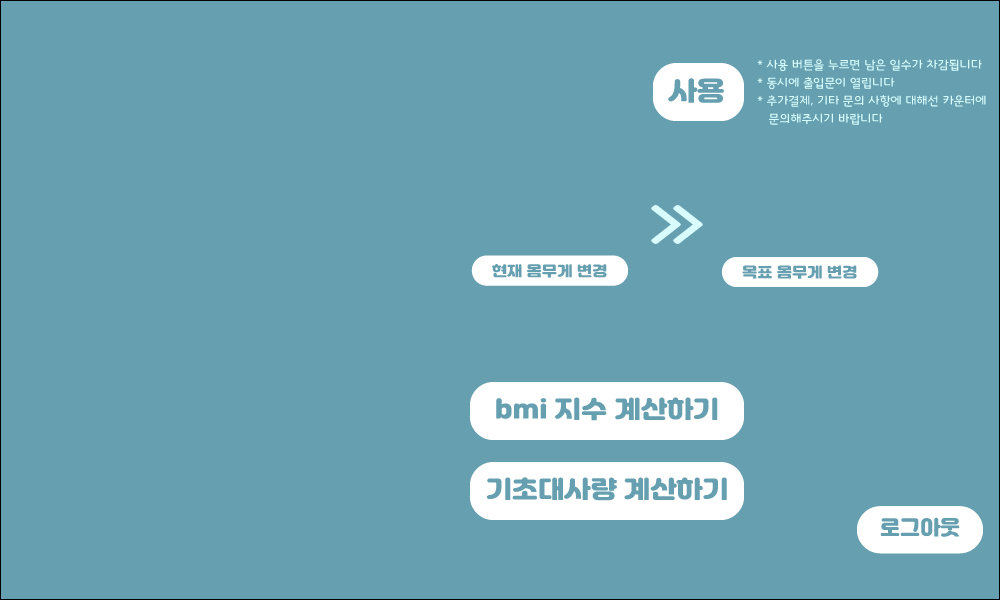 사용
* 사용 버튼을 누르면 남은 일수가 차감됩니다
* 동시에 출입문이 열립니다
* 추가결제, 기타 문의 사항에 대해선 카운터에
문의해주시기 바랍니다
현재 몸무게 변경
목표 몸무게 변경
bmi 지수 계산하기
기초대사량 계산하기
로그아웃